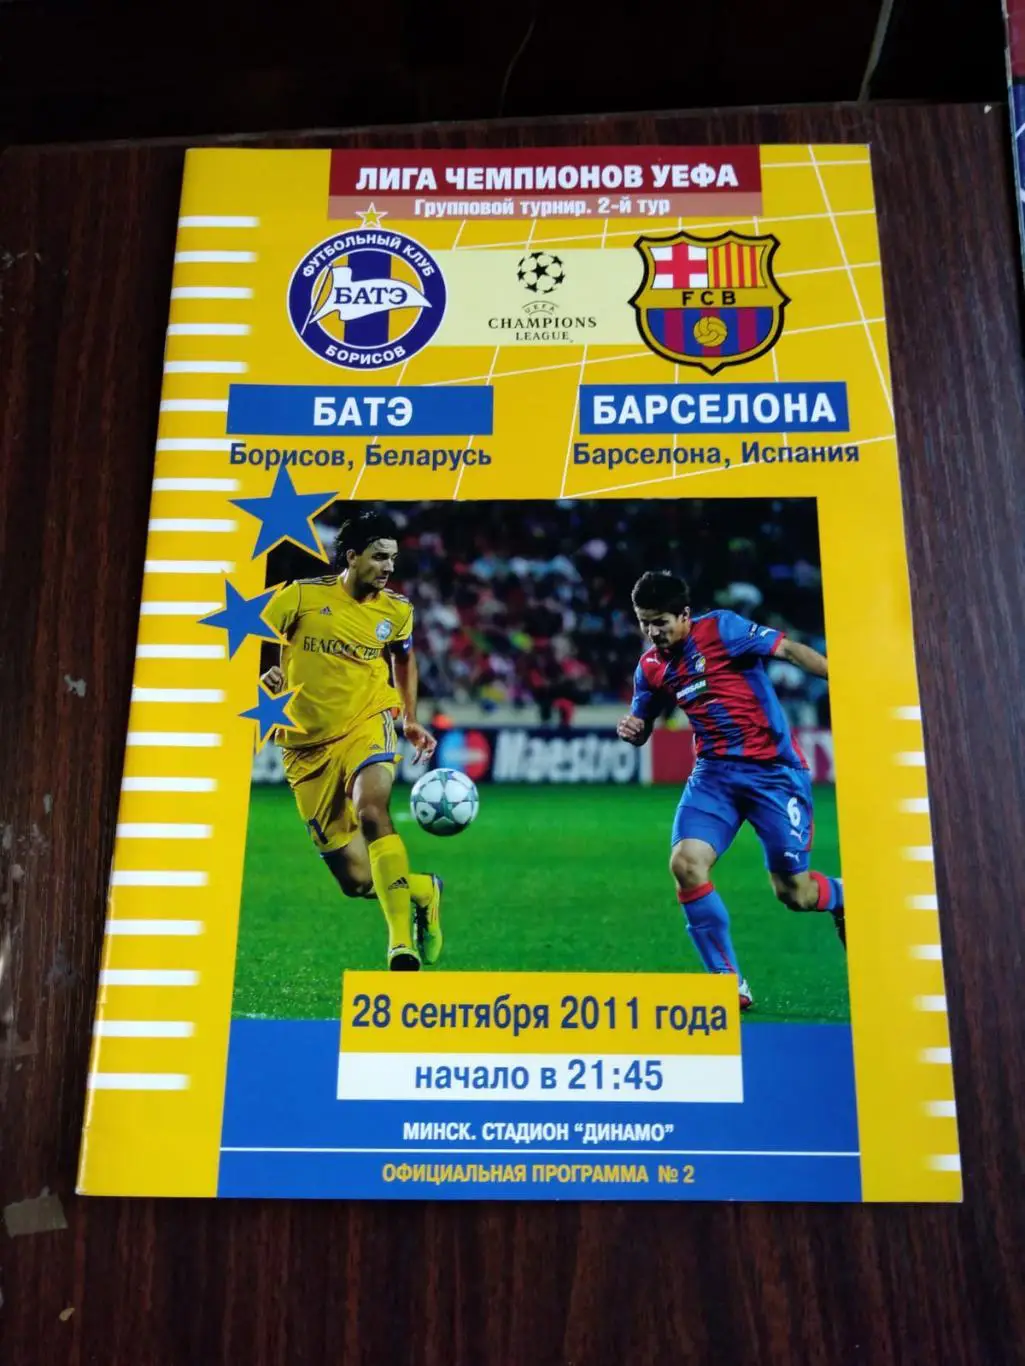 ЛИГА ЧЕМПИОНОВ УЕФА
Групповой турнир. 2-й тур
ФУТБОЛЬНЫЙ КЛУБ
БАТЭ
БОРИСОВ
UEFA
CHAMPIONS
LEAGUE
FCB
БАТЭ
БАРСЕЛОНА
Борисов, Беларусь
Барселона, Испания
Maestro
6
28 сентября 2011 года
начало в 21:45
МИНСК. СТАДИОН "ДИНАМО"
ОФИЦИАЛЬНАЯ ПРОГРАММА № 2